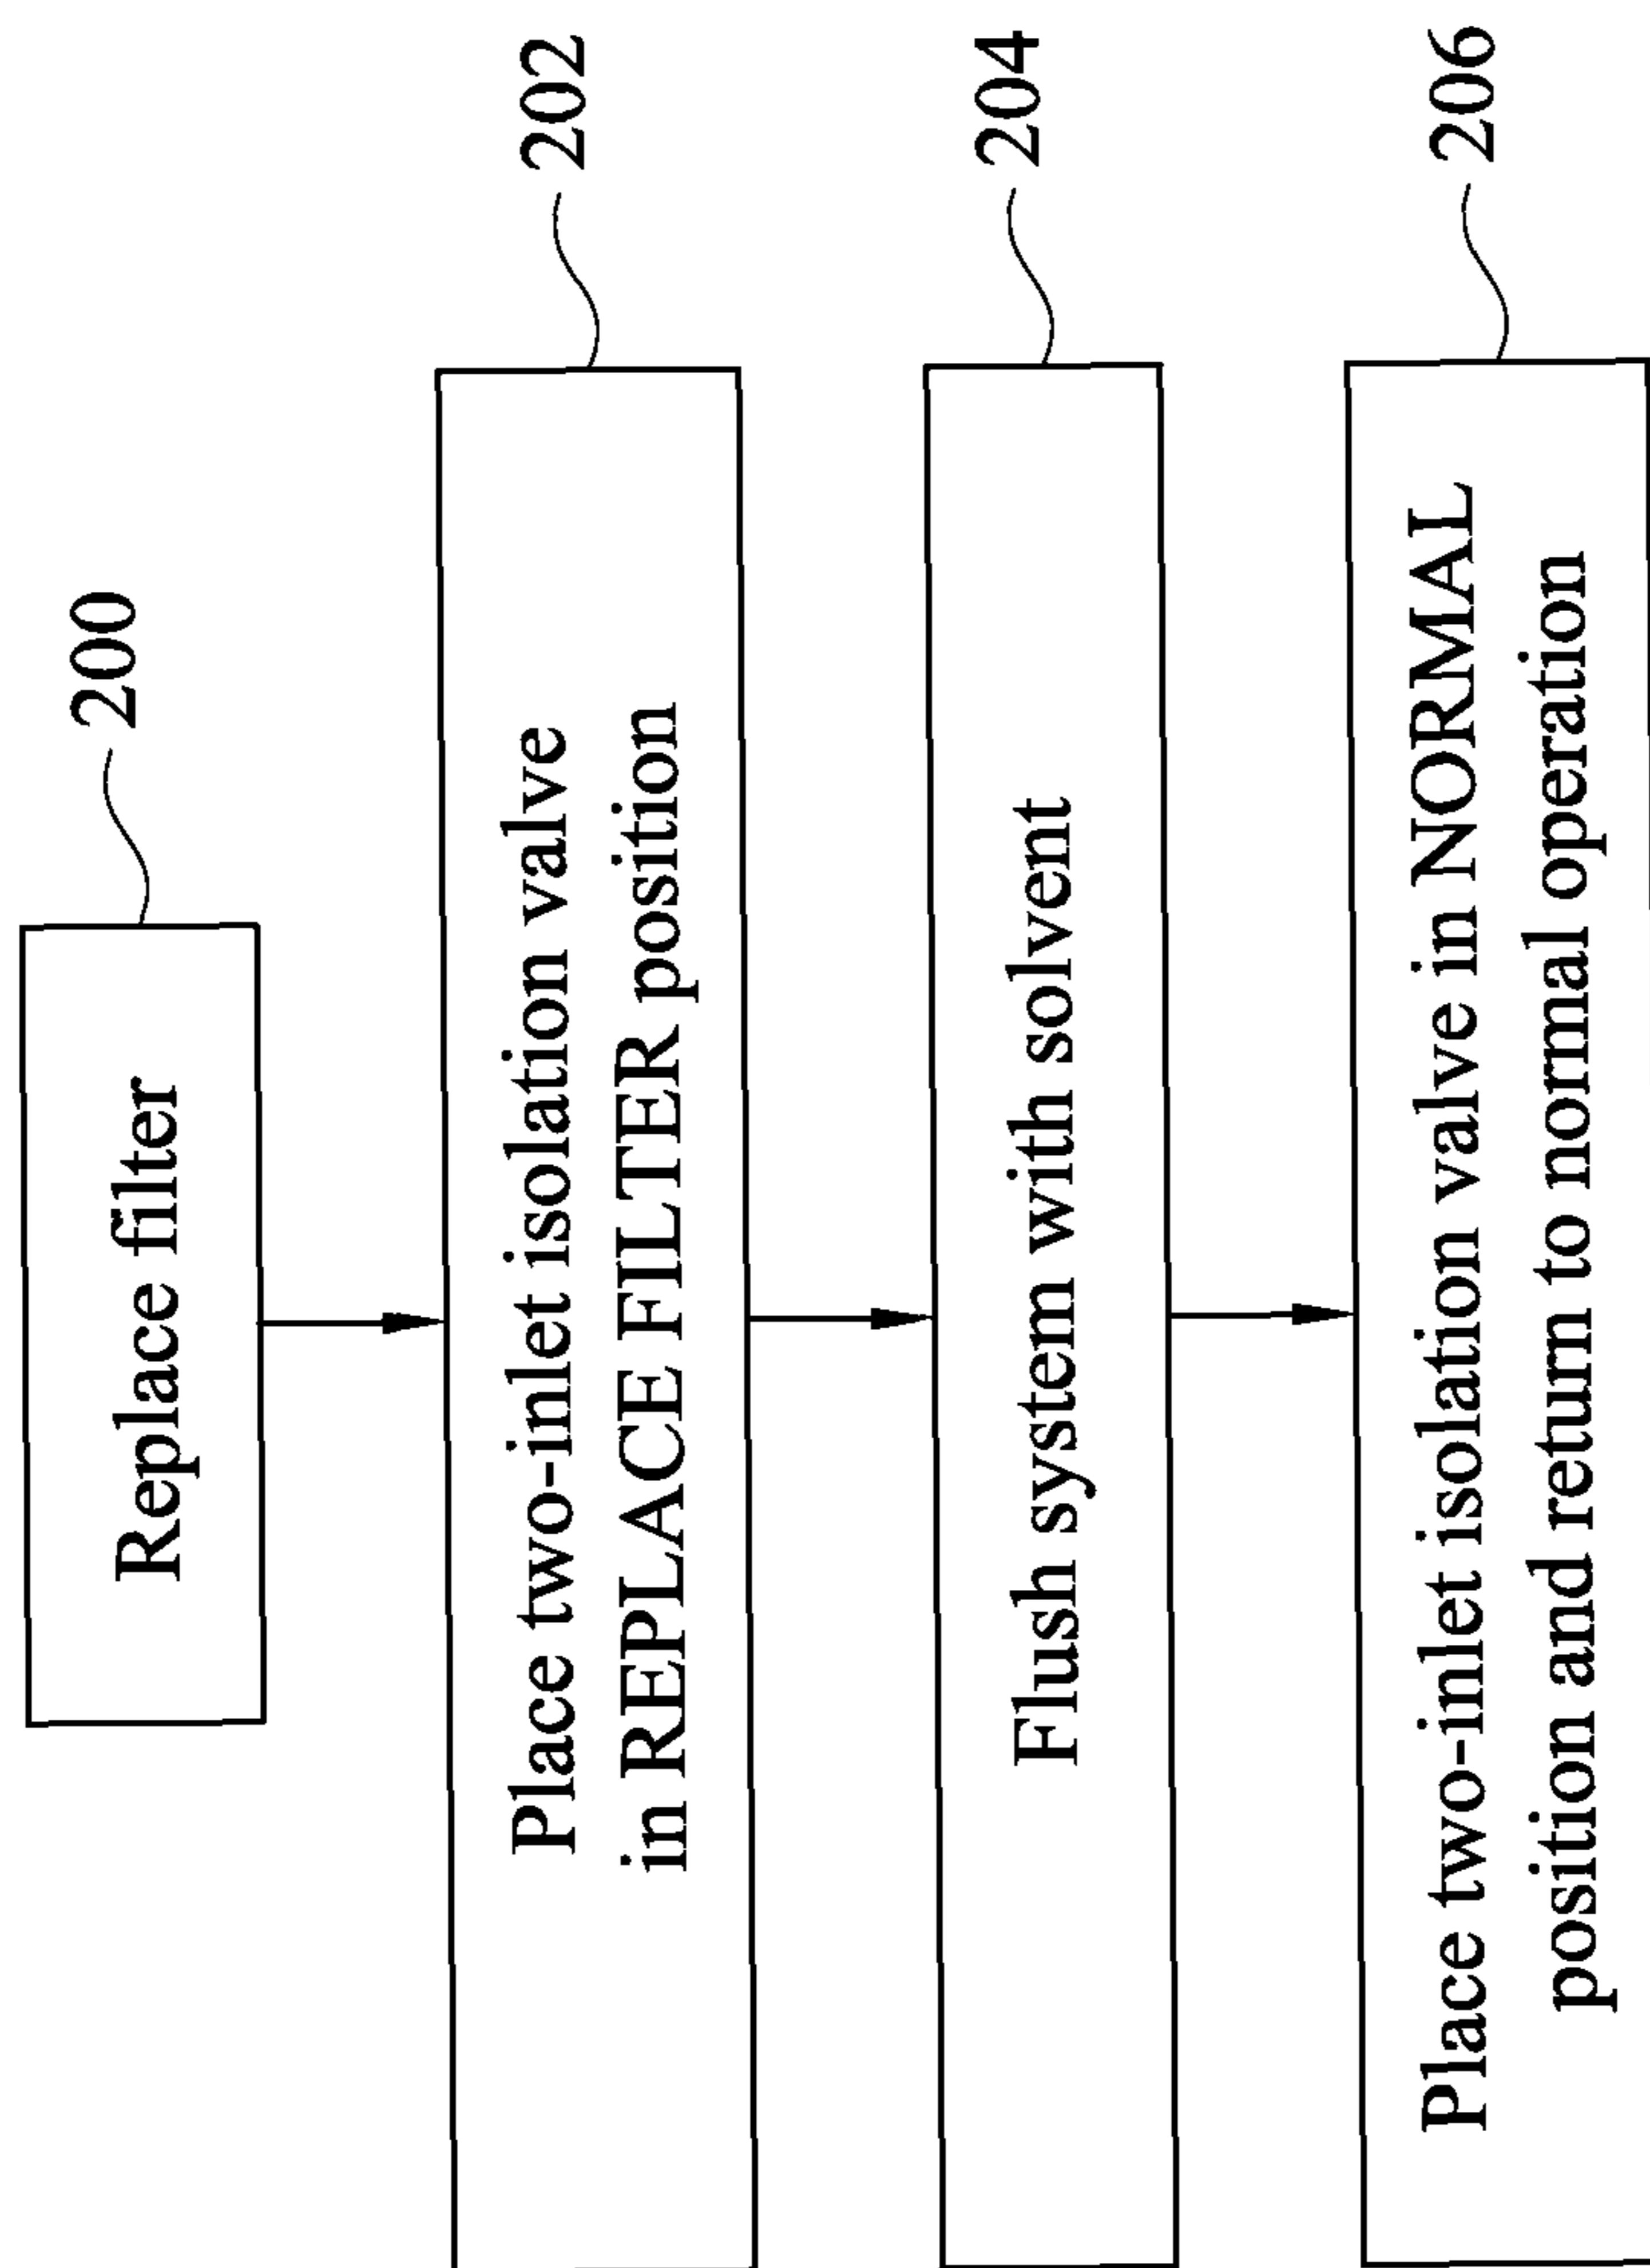 200
Replace filter
202
Place two-inlet isolation valve
in REPLACE FILTER position
204
Flush system with solvent
206
Place two-inlet isolation valve in NORMAL
position and return to normal operation